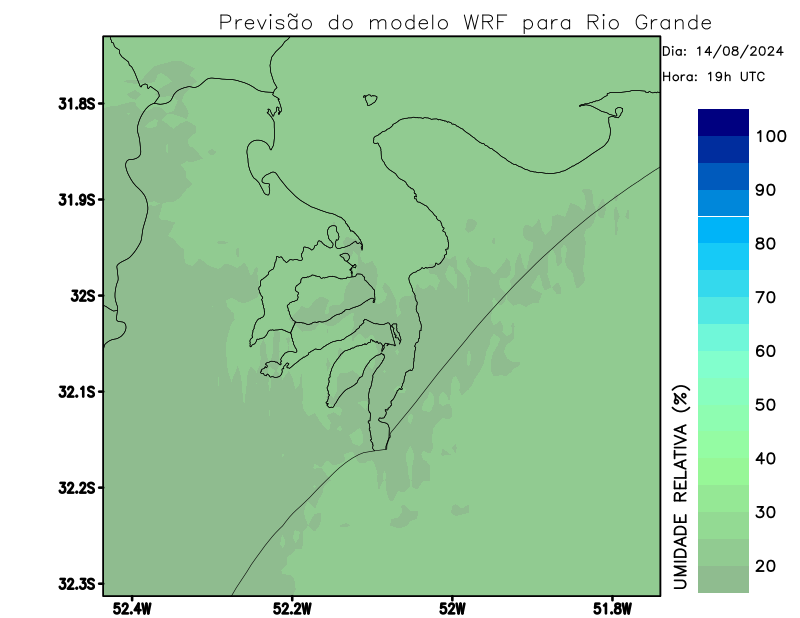 Previsão do modelo WRF para Rio Grande
Dia: 14/08/2024
Hora: 19h UTC
31.8S
31.9S
32S
32.1S
32.2S
32.3S
52.4W
52.2W
52W
51.8W
UMIDADE RELATIVA (%)
100
90
80
70
60
50
40
30
20